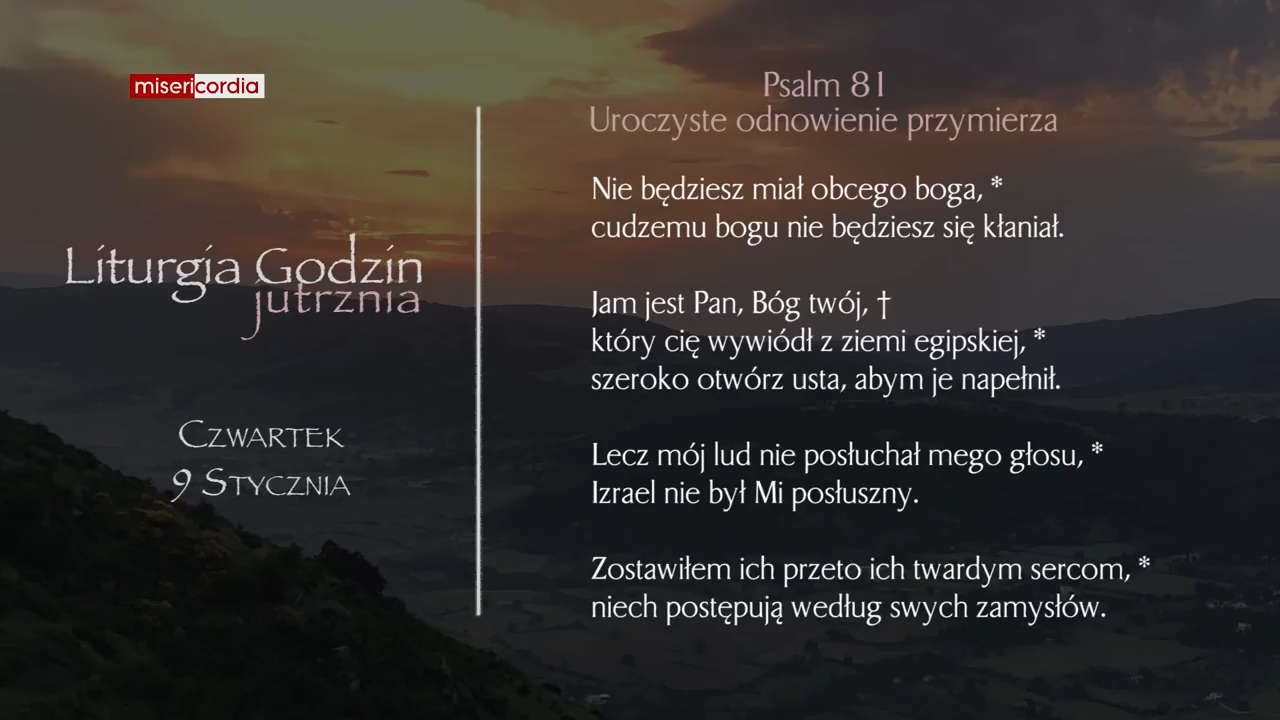 misericordia
Liturgia Godzin
jutrznia
Czwartek
9 Stycznia
Psalm 81
Uroczyste odnowienie przymierza
Nie będziesz miał obcego boga, *
cudzemu bogu nie będziesz się kłaniał.
Jam jest Pan, Bóg twój, †
który cię wywiódł z ziemi egipskiej, *
szeroko otwórz usta, abym je napełnił.
Lecz mój lud nie posłuchał mego głosu, *
Izrael nie był Mi posłuszny.
Zostawiłem ich przeto ich twardym sercom, *
niech postępują według swych zamysłów.